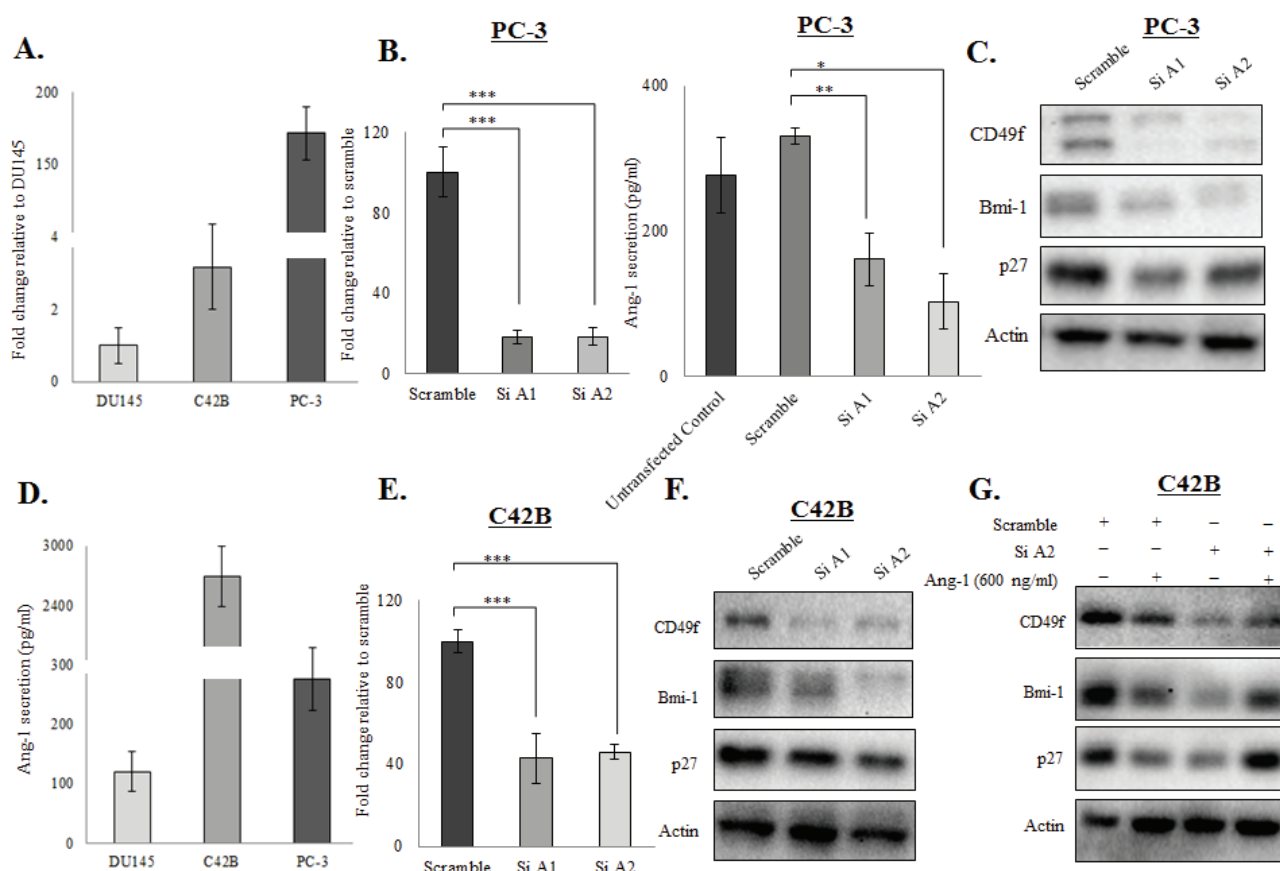 A.
Fold change relative to DU145
200
150
4
2
0
DU145 C42B PC-3
B.
PC-3
Fold change relative to scramble
120
80
40
0
***
***
Scramble Si A1 Si A2
PC-3
Ang-1 secretion (pg/ml)
400
200
0
*
**
Untransfected Control Scramble Si A1 Si A2
C.
PC-3
Scramble Si A1 Si A2
CD49f
Bmi-1
p27
Actin
D.
Ang-1 secretion (pg/ml)
3000
2400
300
200
100
0
DU145 C42B PC-3
E.
C42B
Fold change relative to scramble
120
80
40
0
***
***
Scramble Si A1 Si A2
F.
C42B
Scramble Si A1 Si A2
CD49f
Bmi-1
p27
Actin
G.
C42B
Scramble + + – –
Si A2 – – + +
Ang-1 (600 ng/ml) – + – +
CD49f
Bmi-1
p27
Actin